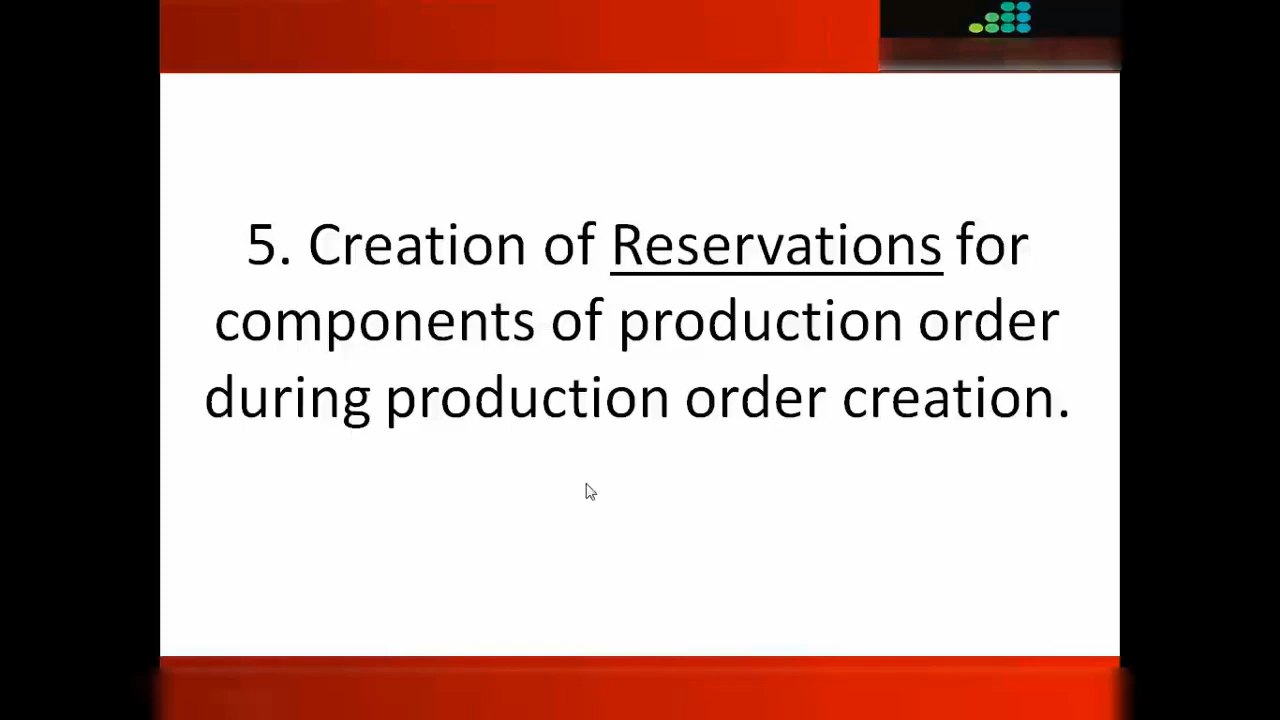 5. Creation of Reservations for
components of production order
during production order creation.